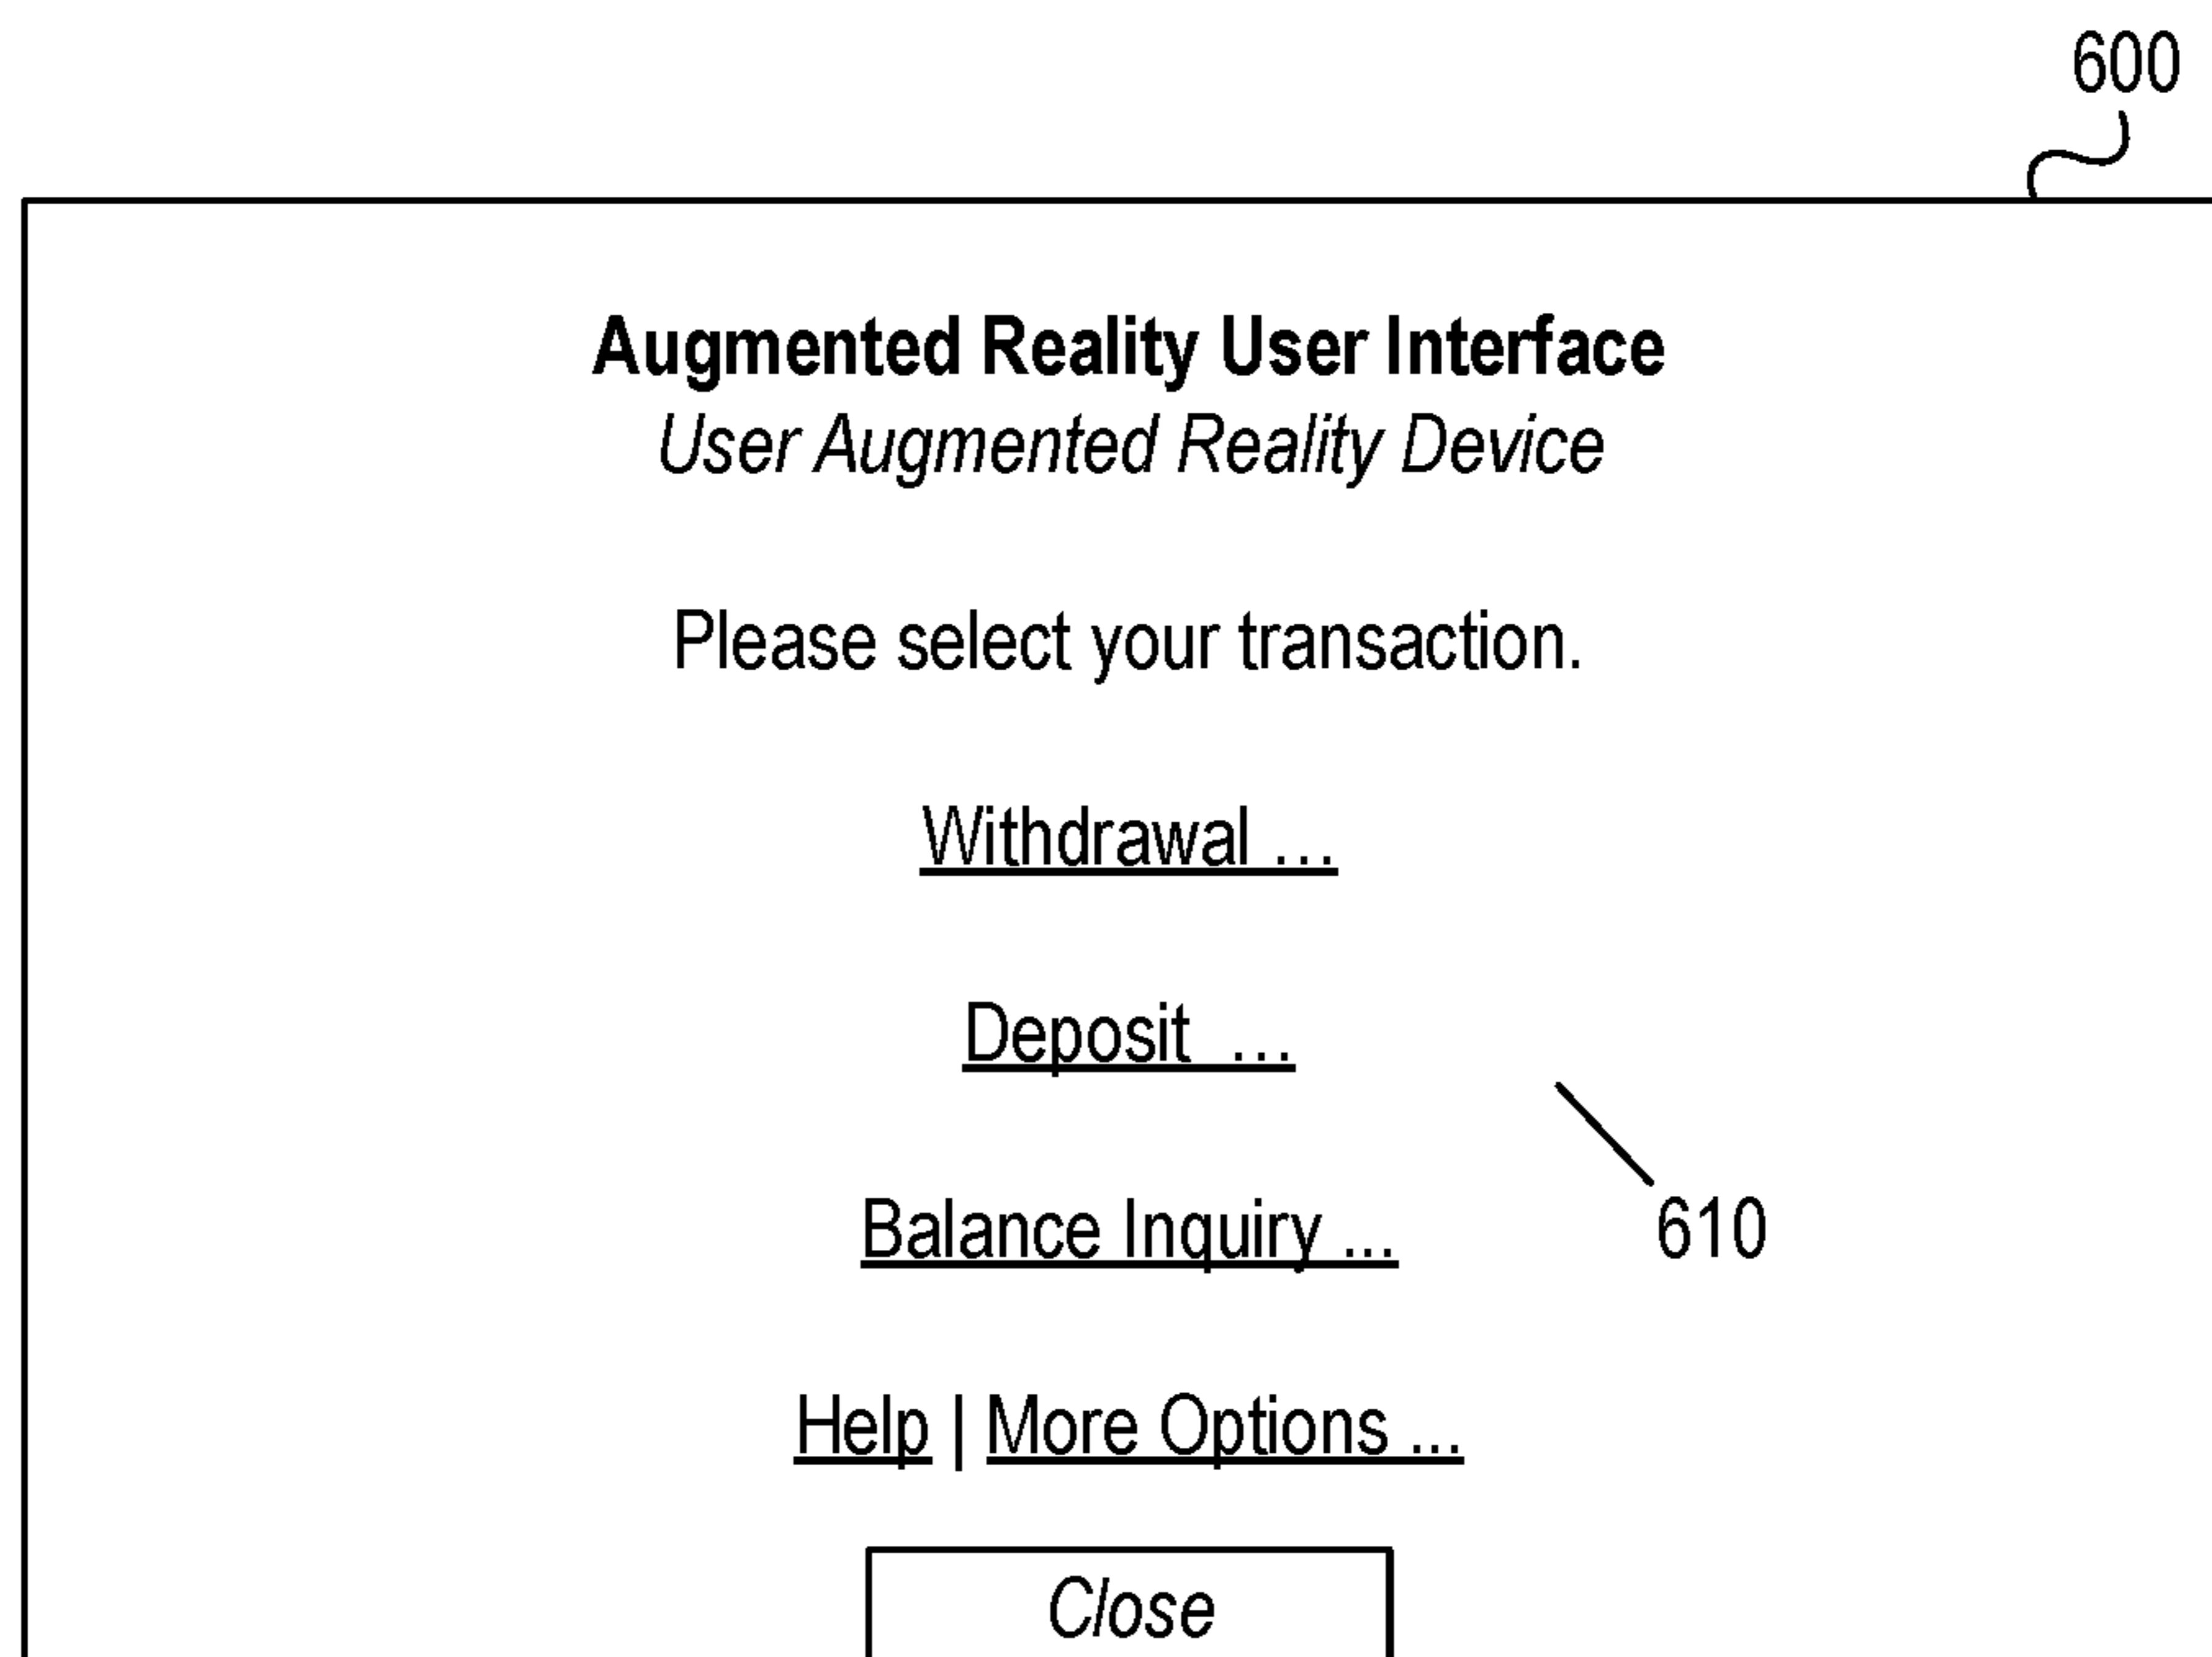 600
Augmented Reality User Interface
User Augmented Reality Device
Please select your transaction.
Withdrawal ...
Deposit ...
Balance Inquiry ...
610
Help | More Options ...
Close